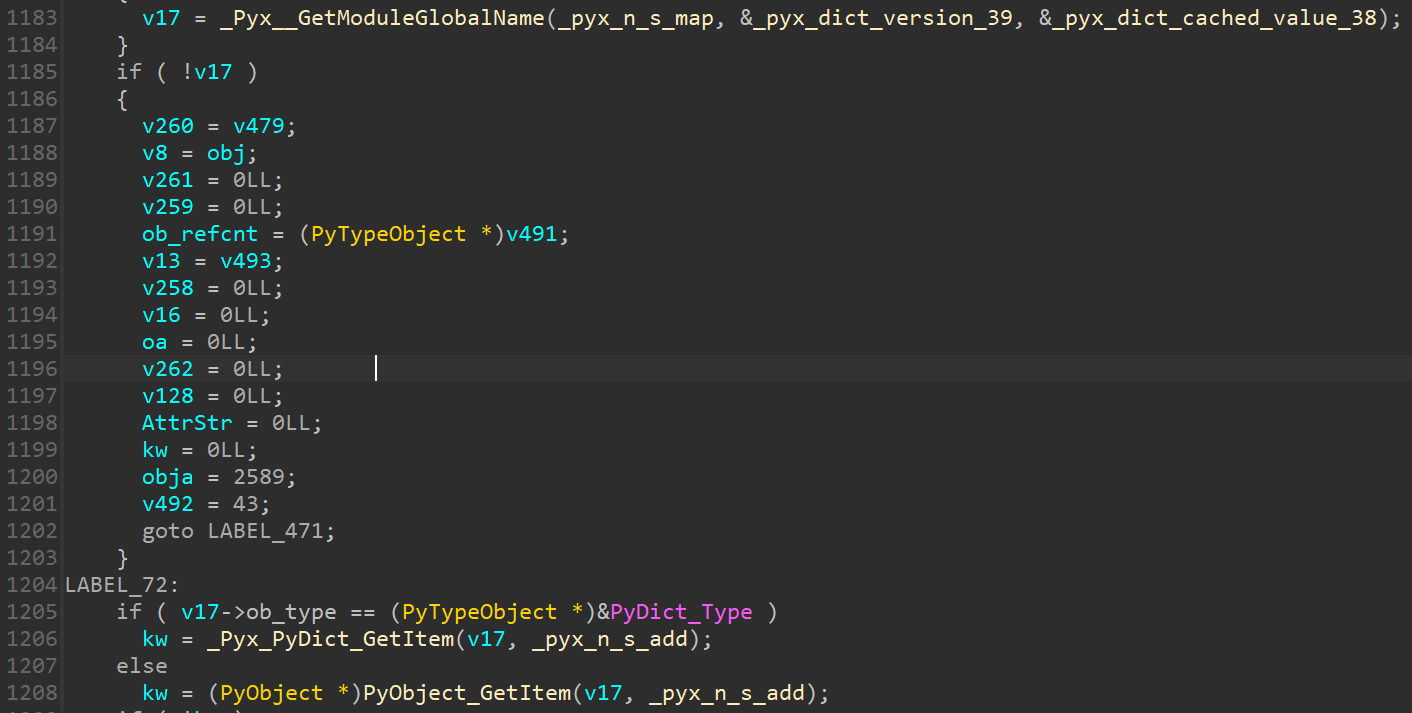 1183 v17 = _Pyx__GetModuleGlobalName(_pyx_n_s_map, &_pyx_dict_version_39, &_pyx_dict_cached_value_38);
1184 }
1185 if ( !v17 )
1186 {
1187 v260 = v479;
1188 v8 = obj;
1189 v261 = 0LL;
1190 v259 = 0LL;
1191 ob_refcnt = (PyTypeObject *)v491;
1192 v13 = v493;
1193 v258 = 0LL;
1194 v16 = 0LL;
1195 oa = 0LL;
1196 v262 = 0LL;
1197 v128 = 0LL;
1198 AttrStr = 0LL;
1199 kw = 0LL;
1200 obja = 2589;
1201 v492 = 43;
1202 goto LABEL_471;
1203 }
1204 LABEL_72:
1205 if ( v17->ob_type == (PyTypeObject *)&PyDict_Type )
1206 kw = _Pyx_PyDict_GetItem(v17, _pyx_n_s_add);
1207 else
1208 kw = (PyObject *)PyObject_GetItem(v17, _pyx_n_s_add);